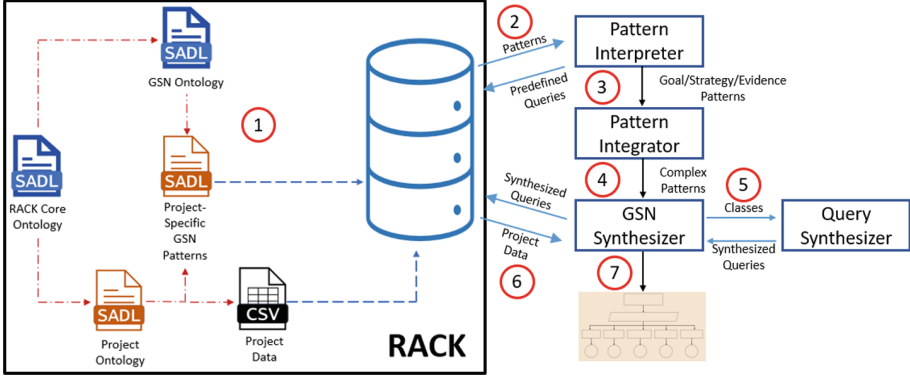 SADL
GSN Ontology
1
SADL
RACK Core
Ontology
SADL
Project-
Specific
GSN
Patterns
SADL
Project
Ontology
CSV
Project
Data
RACK
2
Patterns
Predefined
Queries
Pattern
Interpreter
3
Goal/Strategy/Evidence
Patterns
Pattern
Integrator
4
Complex
Patterns
Synthesized
Queries
Project
Data
6
GSN
Synthesizer
5
Classes
Synthesized
Queries
Query
Synthesizer
7